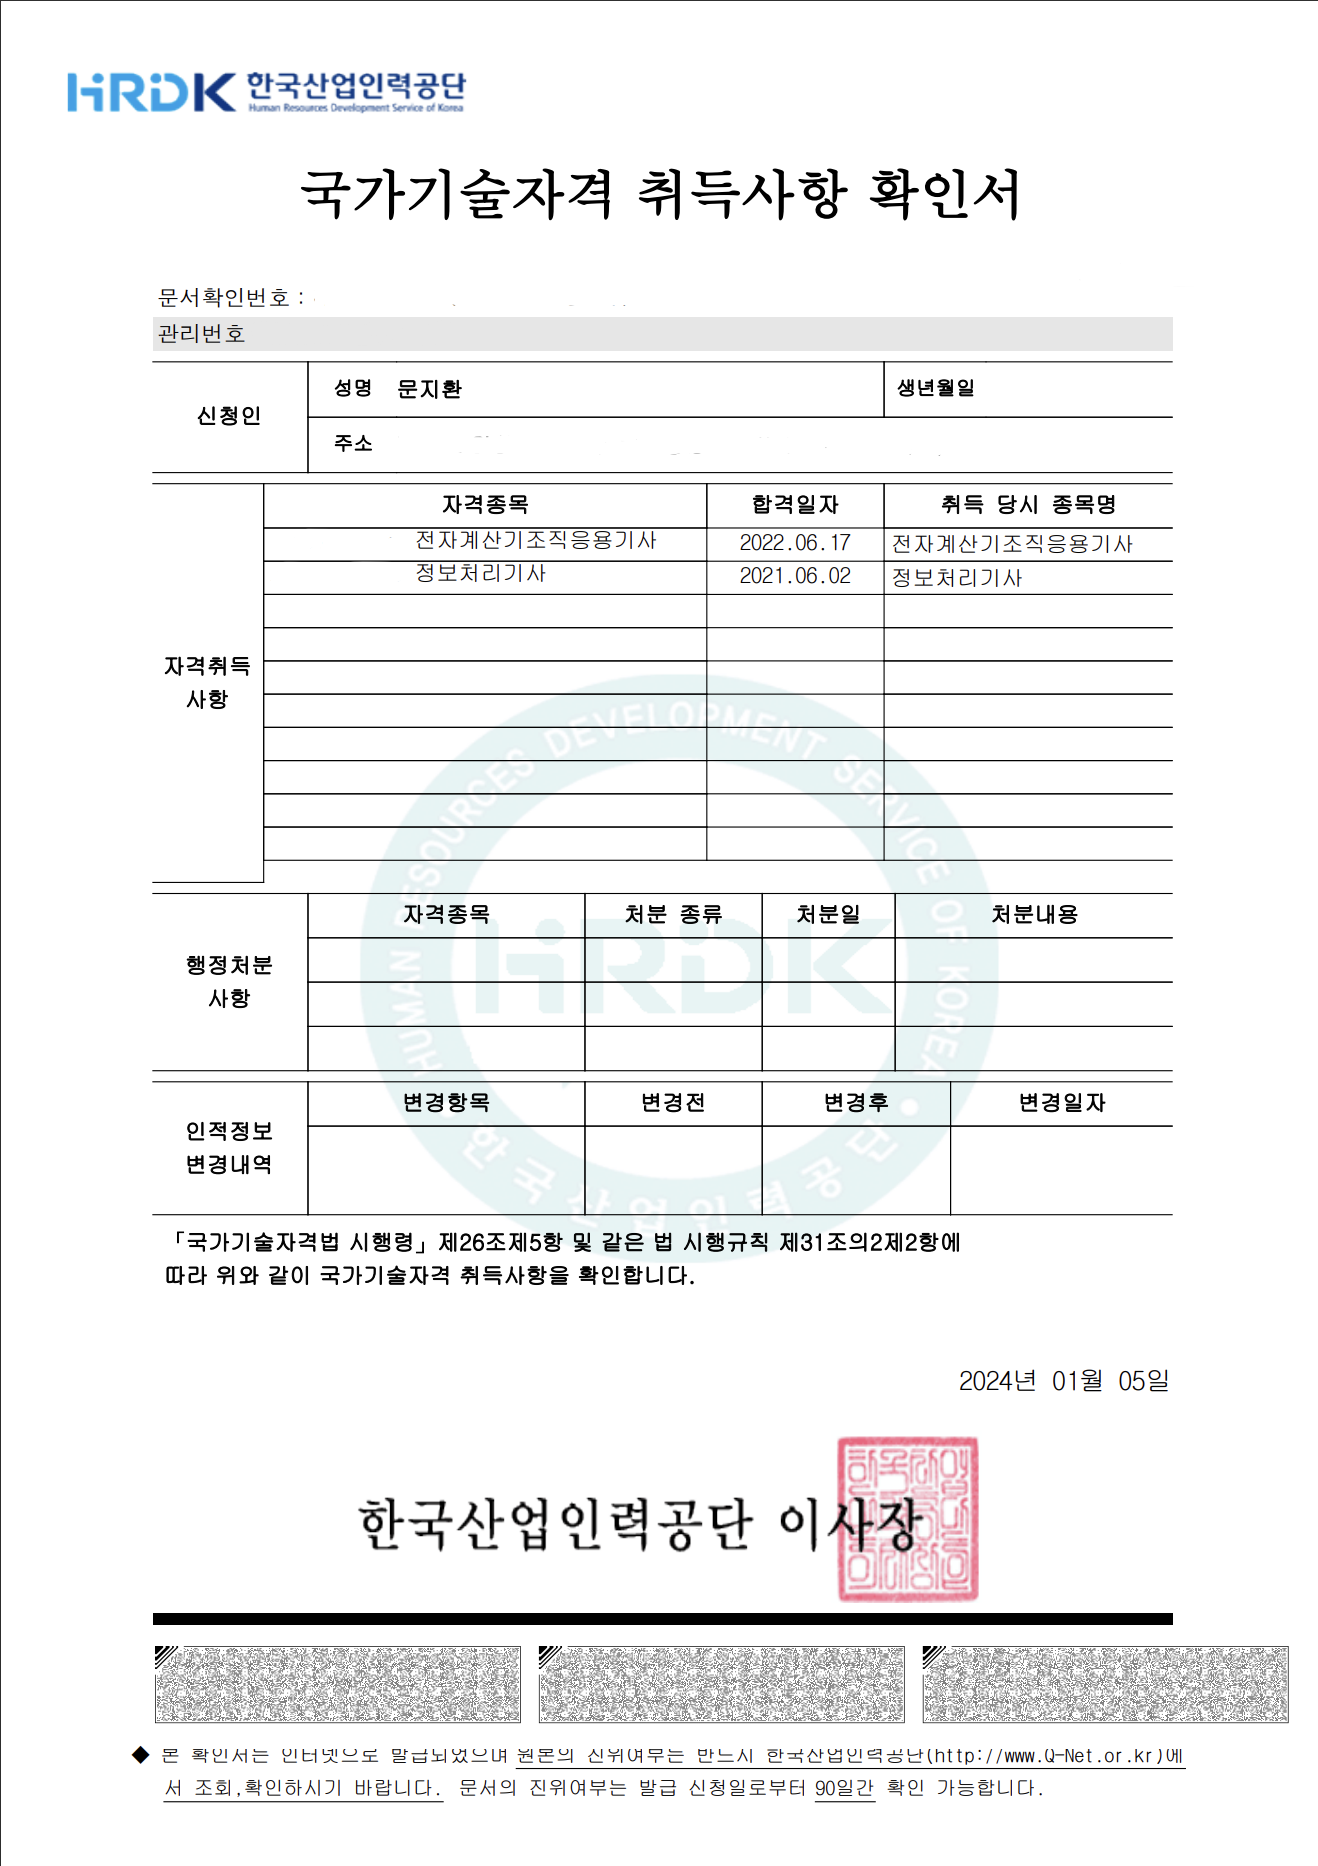 HRDK 한국산업인력공단
Human Resources Development Service of Korea
국가기술자격 취득사항 확인서
문서확인번호 :
관리번호
신청인
성명 문지환 생년월일
주소
자격취득
사항
자격종목 합격일자 취득 당시 종목명
전자계산기조직응용기사 2022.06.17 전자계산기조직응용기사
정보처리기사 2021.06.02 정보처리기사
HUMAN RESOURCES DEVELOPMENT SERVICE OF KOREA
HRDK
한국산업인력공단
행정처분
사항
자격종목 처분 종류 처분일 처분내용
인적정보
변경내역
변경항목 변경전 변경후 변경일자
「국가기술자격법 시행령」제26조제5항 및 같은 법 시행규칙 제31조의2제2항에
따라 위와 같이 국가기술자격 취득사항을 확인합니다.
2024년 01월 05일
한국산업인력공단 이사장
◆ 본 확인서는 인터넷으로 발급되었으며 원본의 진위여부는 반드시 한국산업인력공단(http://www.Q-Net.or.kr)에
서 조회,확인하시기 바랍니다. 문서의 진위여부는 발급 신청일로부터 90일간 확인 가능합니다.